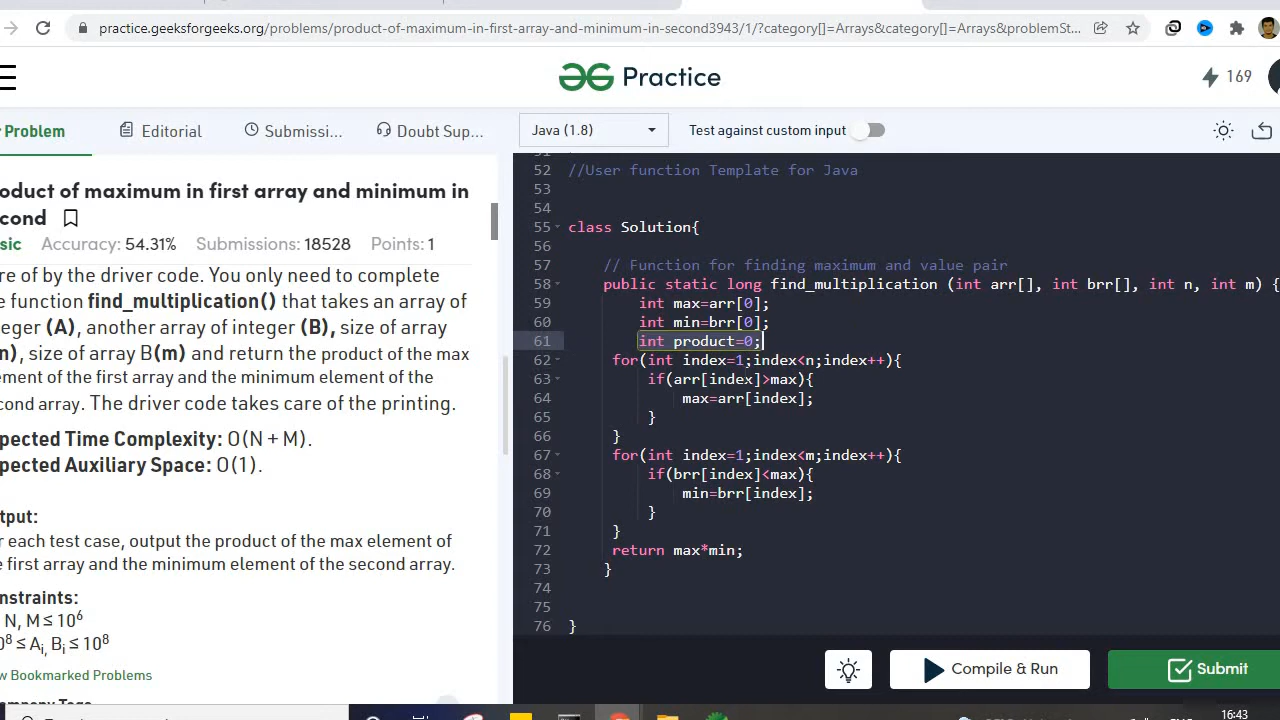 practice.geeksforgeeks.org/problems/product-of-maximum-in-first-array-and-minimum-in-second3943/1/?category[]=Arrays&category[]=Arrays&problemSt...
Practice
169
Problem
Editorial
Submissi...
Doubt Sup...
Java (1.8)
Test against custom input
oduct of maximum in first array and minimum in
cond
sic Accuracy: 54.31% Submissions: 18528 Points: 1
re of by the driver code. You only need to complete
e function find_multiplication() that takes an array of
eger (A), another array of integer (B), size of array
n), size of array B(m) and return the product of the max
ement of the first array and the minimum element of the
cond array. The driver code takes care of the printing.
pected Time Complexity: O(N + M).
pected Auxiliary Space: O(1).
tput:
r each test case, output the product of the max element of
e first array and the minimum element of the second array.
nstraints:
N, M ≤ 10⁶
0⁸ ≤ Ai, Bi ≤ 10⁸
w Bookmarked Problems
52 //User function Template for Java
53
54
55 class Solution{
56
57 // Function for finding maximum and value pair
58 public static long find_multiplication (int arr[], int brr[], int n, int m) {
59 int max=arr[0];
60 int min=brr[0];
61 int product=0;
62 for(int index=1;index<n;index++){
63 if(arr[index]>max){
64 max=arr[index];
65 }
66 }
67 for(int index=1;index<m;index++){
68 if(brr[index]<max){
69 min=brr[index];
70 }
71 }
72 return max*min;
73 }
74
75
76 }
Compile & Run
Submit
16:43